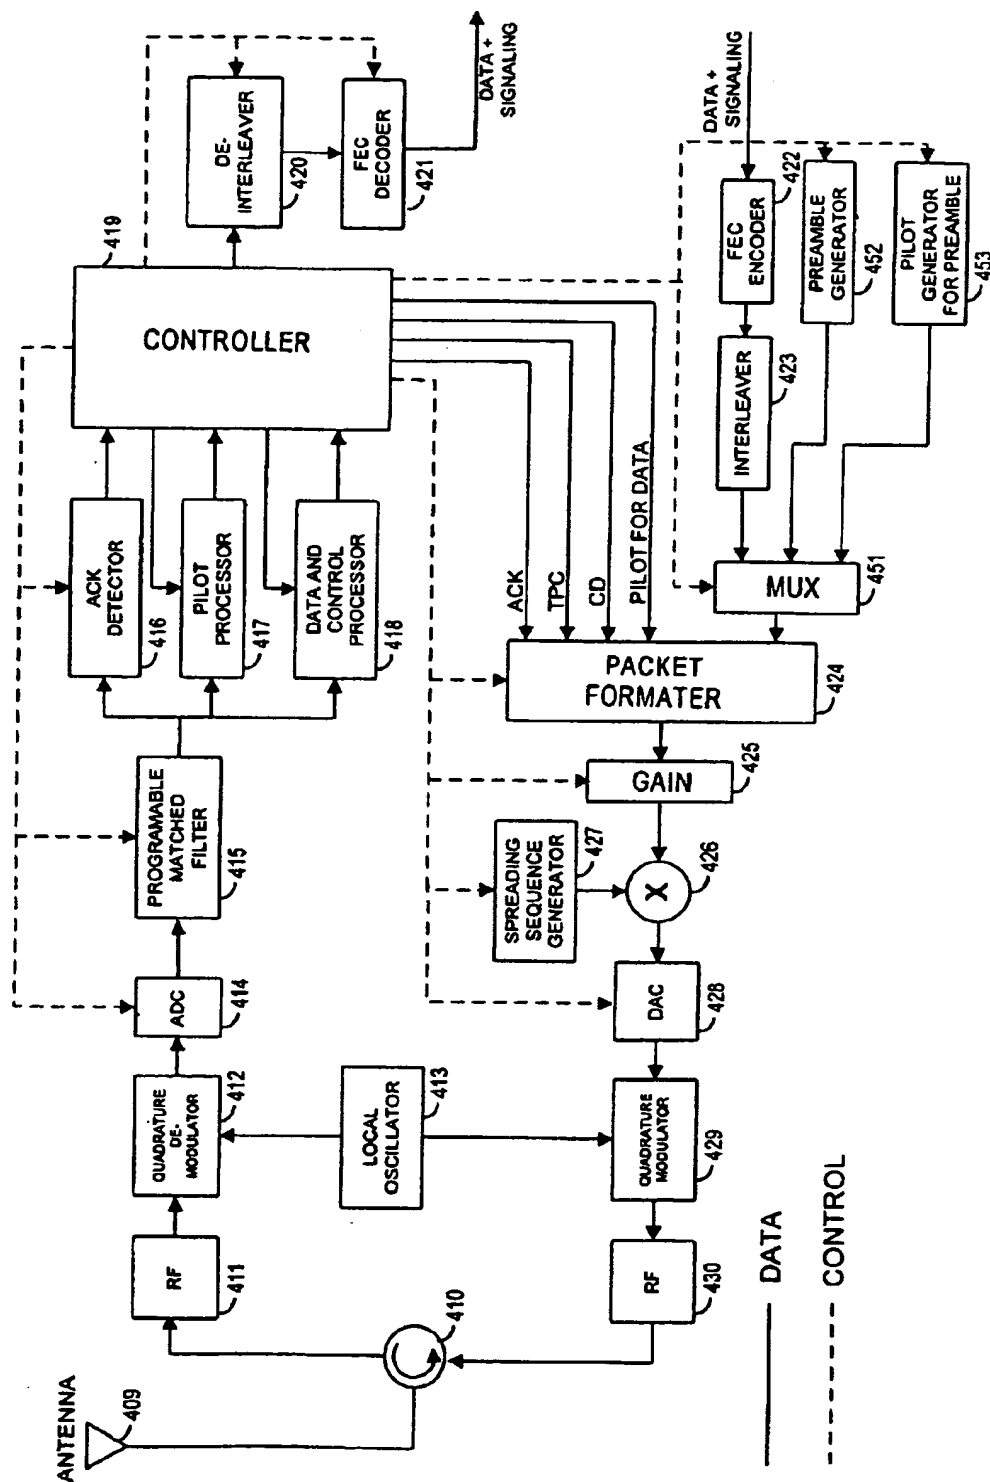 ANTENNA
409
410
RF
411
QUADRATURE
DE-
MODULATOR
412
LOCAL
OSCILLATOR
413
ADC
414
PROGRAMABLE
MATCHED
FILTER
415
ACK
DETECTOR
416
PILOT
PROCESSOR
417
DATA AND
CONTROL
PROCESSOR
418
CONTROLLER
419
DE-
INTERLEAVER
420
FEC
DECODER
421
DATA +
SIGNALING
DATA +
SIGNALING
FEC
ENCODER
422
INTERLEAVER
423
PREAMBLE
GENERATOR
452
PILOT
GENERATOR
FOR PREAMBLE
453
MUX
451
ACK
TPC
CD
PILOT FOR DATA
PACKET
FORMATER
424
GAIN
425
SPREADING
SEQUENCE
GENERATOR
427
X
426
DAC
428
QUADRATURE
MODULATOR
429
RF
430
DATA
CONTROL